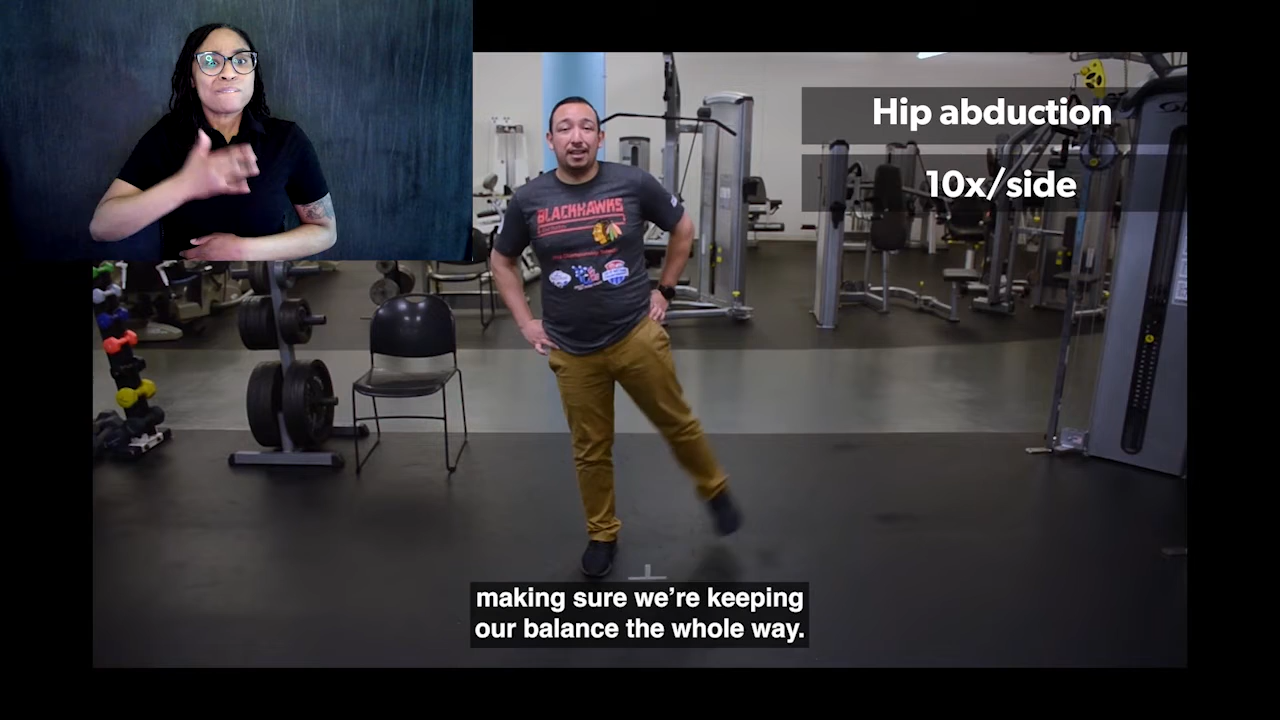 Hip abduction
10x/side
BLACKHAWKS
making sure we're keeping
our balance the whole way.